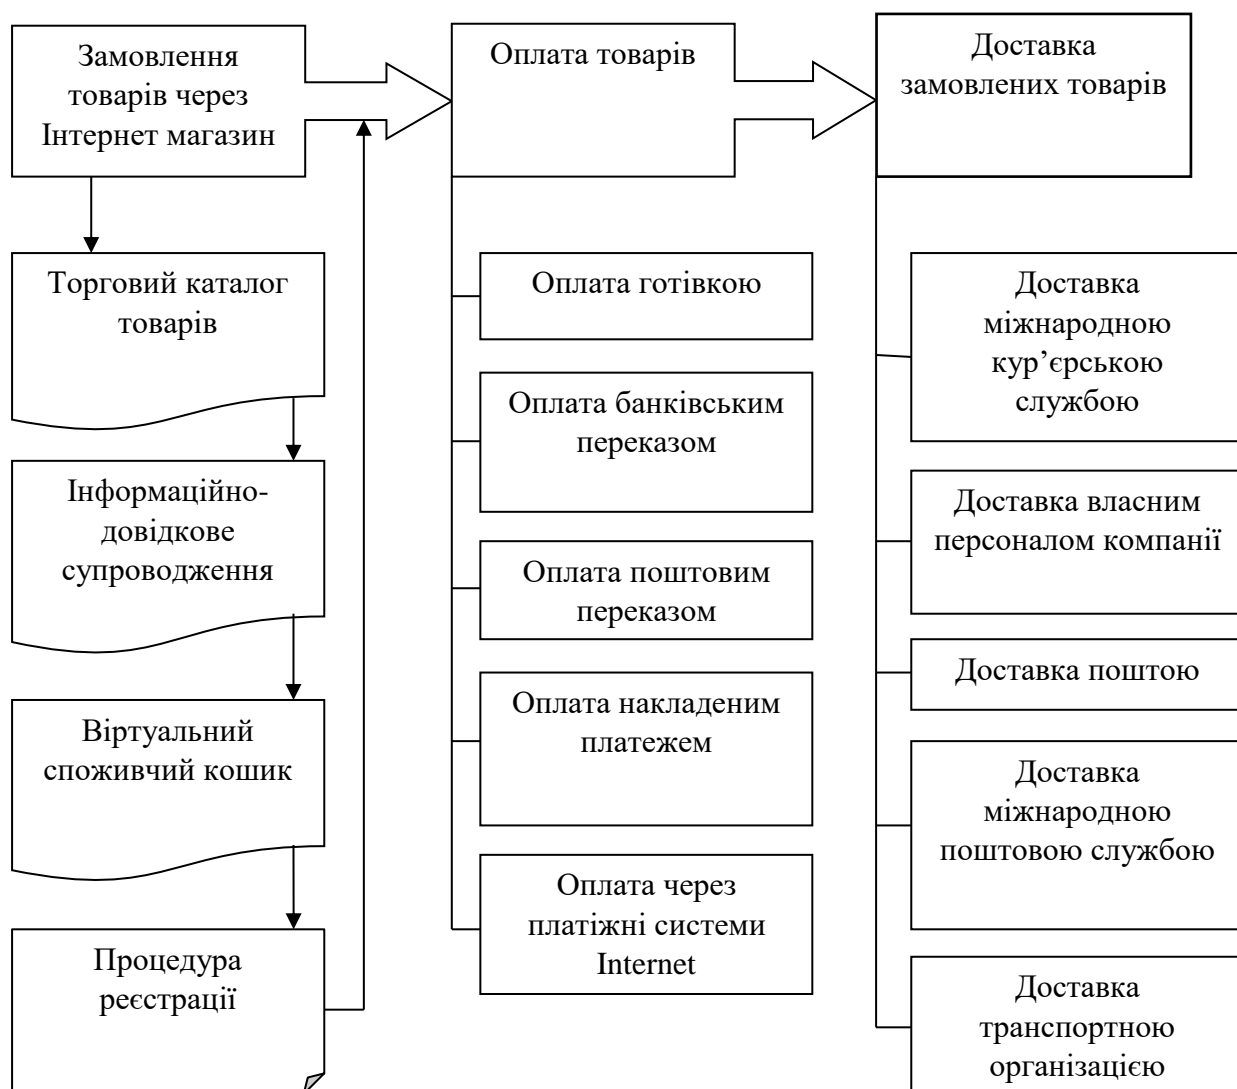 Замовлення
товарів через
Інтернет магазин
Оплата товарів
Доставка
замовлених товарів
Торговий каталог
товарів
Інформаційно-
довідкове
супроводження
Віртуальний
споживчий кошик
Процедура
реєстрації
Оплата готівкою
Оплата банківським
переказом
Оплата поштовим
переказом
Оплата накладеним
платежем
Оплата через
платіжні системи
Internet
Доставка
міжнародною
кур’єрською
службою
Доставка власним
персоналом компанії
Доставка поштою
Доставка
міжнародною
поштовою службою
Доставка
транспортною
організацією